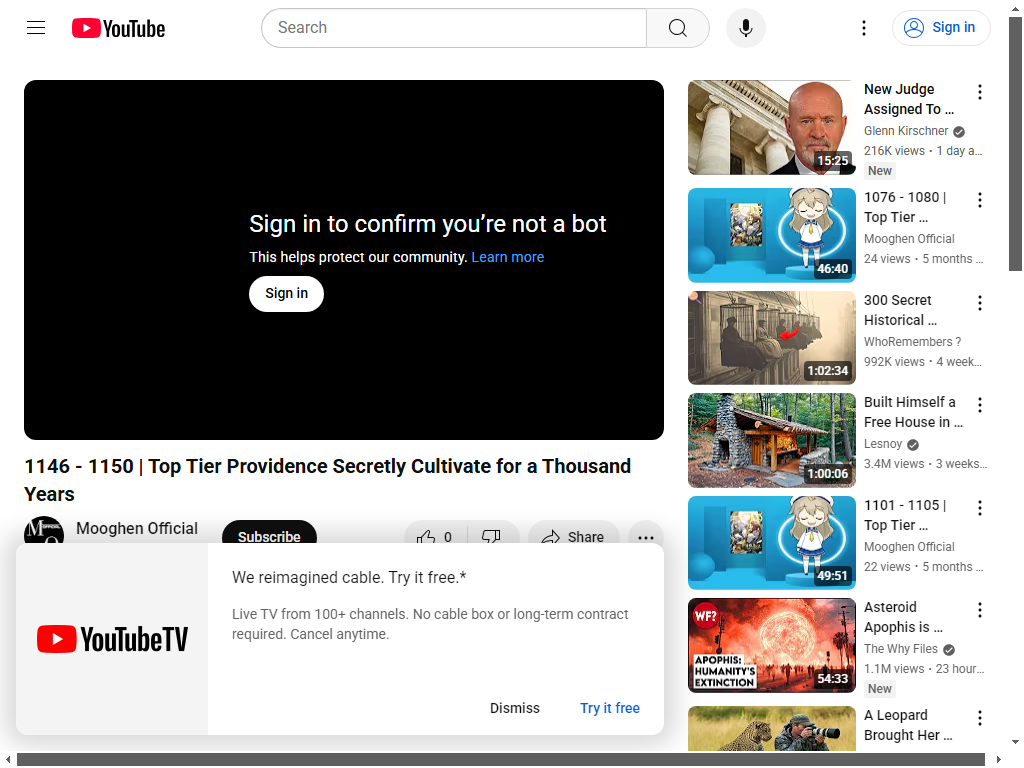 YouTube
Search
Sign in
Sign in to confirm you’re not a bot
This helps protect our community. Learn more
Sign in
1146 - 1150 | Top Tier Providence Secretly Cultivate for a Thousand
Years
Mooghen Official
Subscribe
0
Share
We reimagined cable. Try it free.*
Live TV from 100+ channels. No cable box or long-term contract
required. Cancel anytime.
YouTubeTV
Dismiss
Try it free
15:25
New Judge
Assigned To ...
Glenn Kirschner
216K views • 1 day a...
New
46:40
1076 - 1080 |
Top Tier ...
Mooghen Official
24 views • 5 months ...
1:02:34
300 Secret
Historical ...
WhoRemembers ?
992K views • 4 week...
1:00:06
Built Himself a
Free House in ...
Lesnoy
3.4M views • 3 weeks...
49:51
1101 - 1105 |
Top Tier ...
Mooghen Official
22 views • 5 months ...
WF?
APOPHIS:
HUMANITY'S
EXTINCTION
54:33
Asteroid
Apophis is ...
The Why Files
1.1M views • 23 hour...
New
A Leopard
Brought Her ...